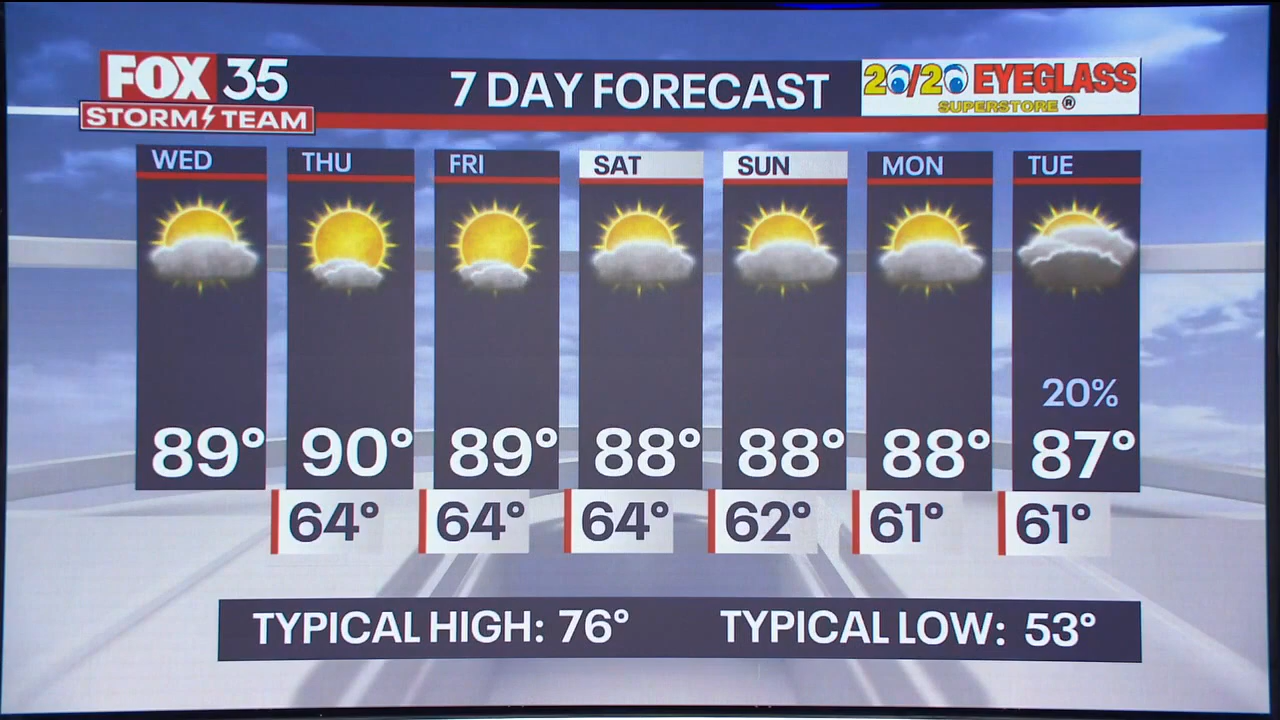 FOX 35
STORM TEAM
7 DAY FORECAST
20/20 EYEGLASS
SUPERSTORE®
WED THU FRI SAT SUN MON TUE
20%
89° 90° 89° 88° 88° 88° 87°
64° 64° 64° 62° 61° 61°
TYPICAL HIGH: 76° TYPICAL LOW: 53°